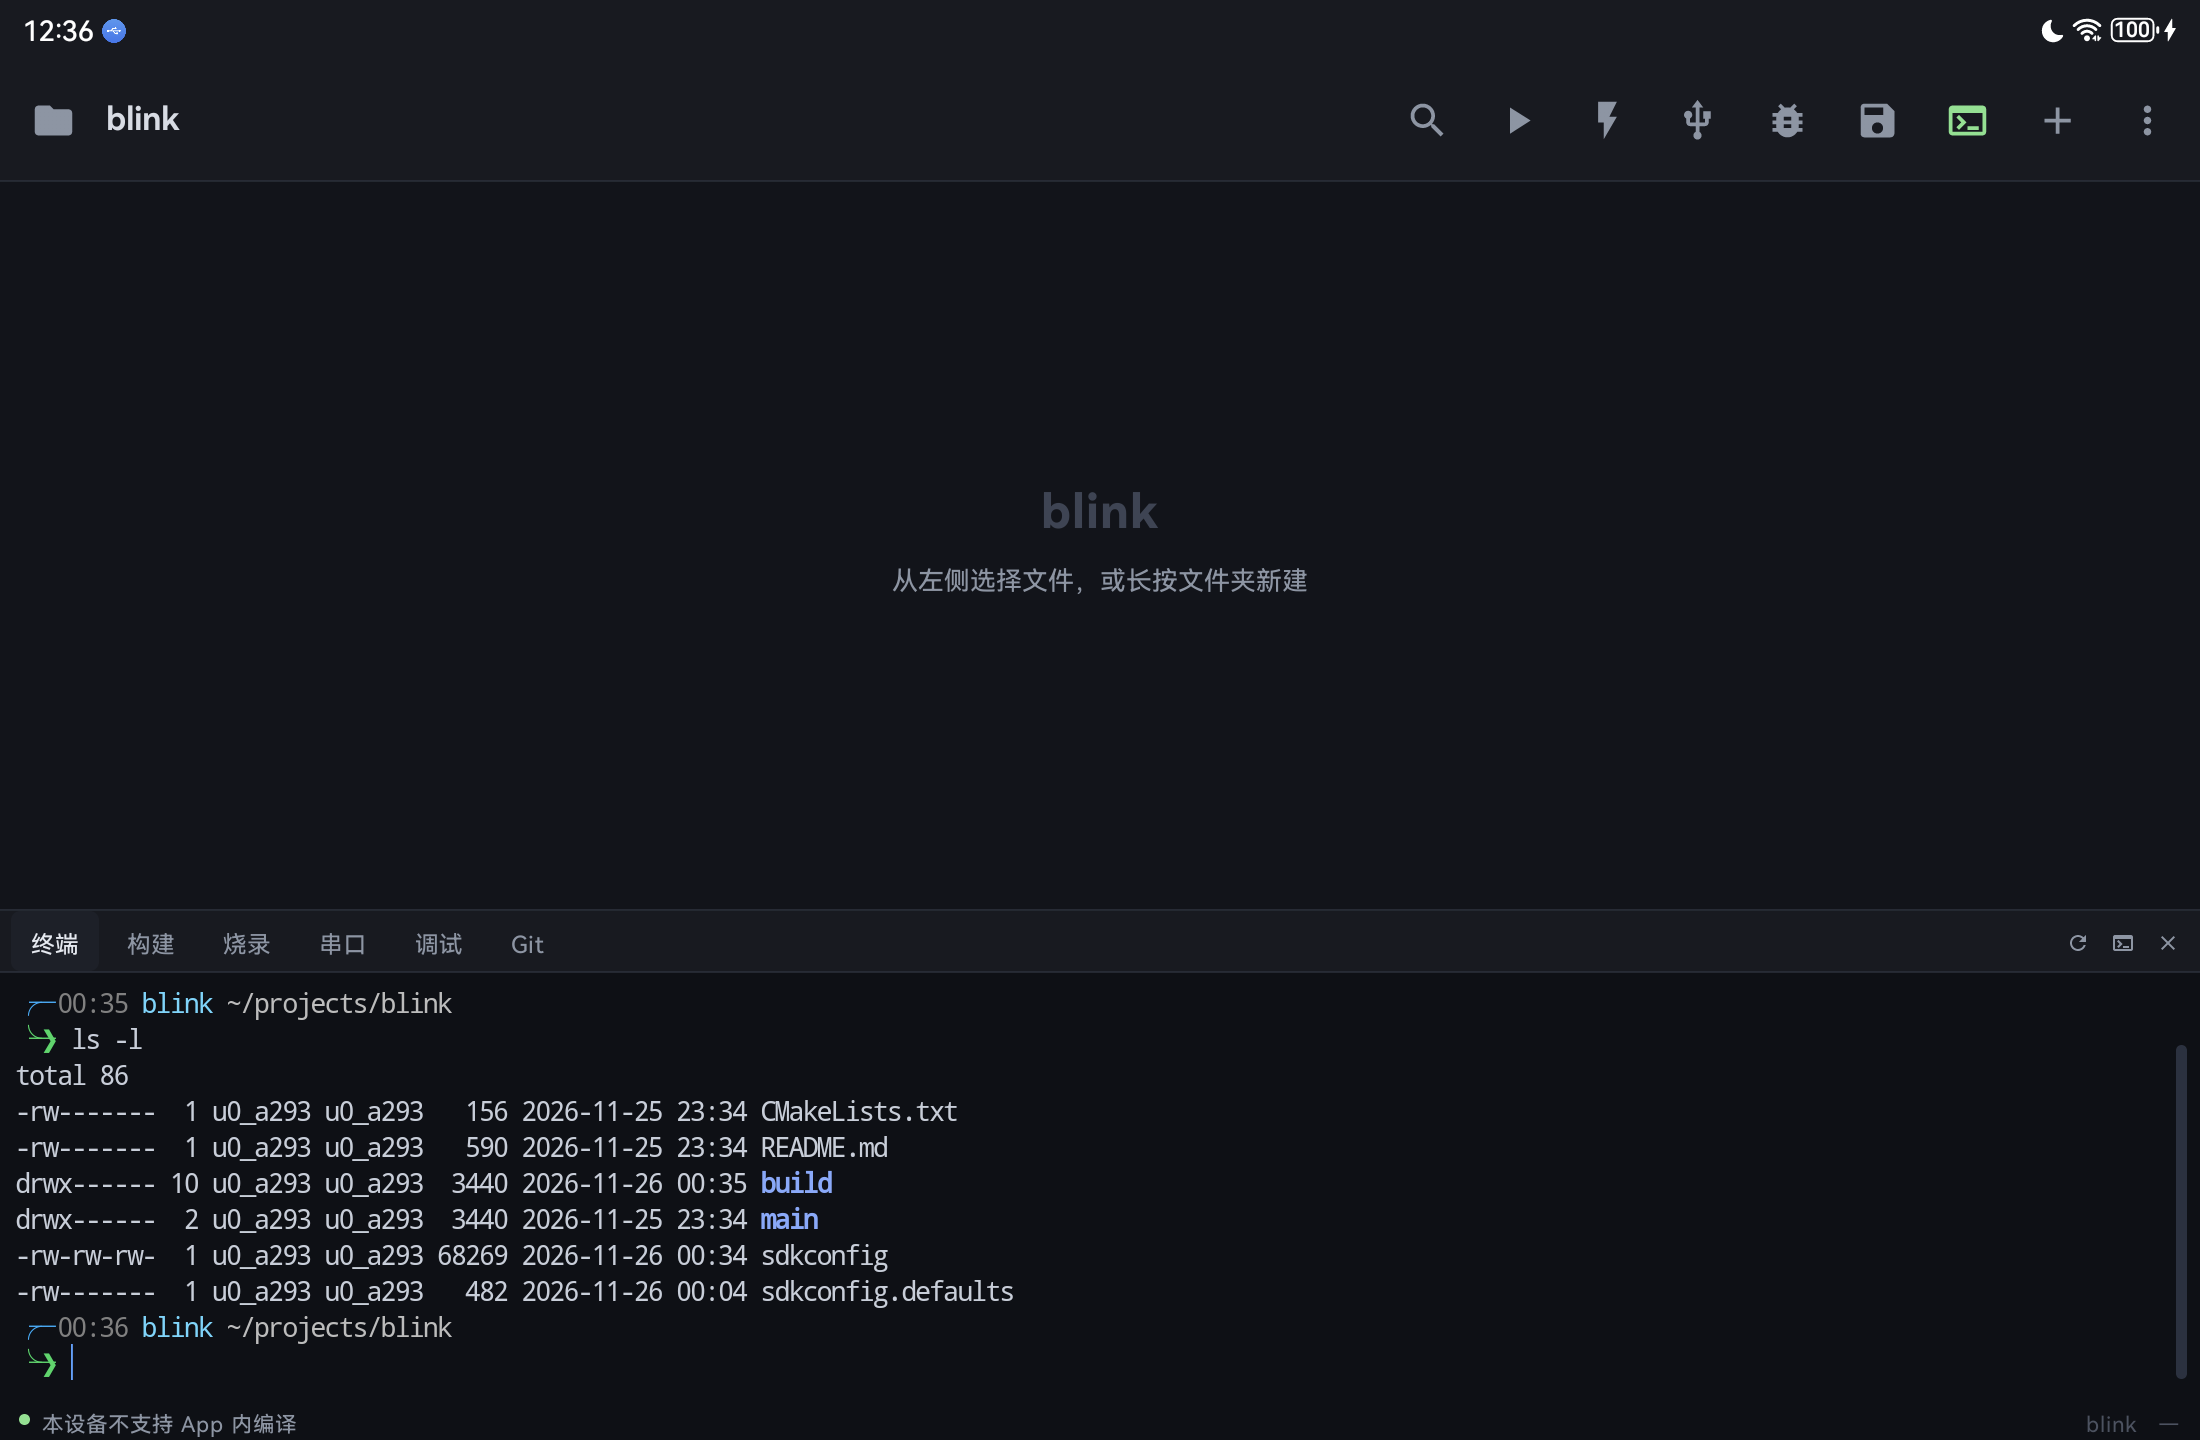 12:36
100
blink
blink
从左侧选择文件，或长按文件夹新建
终端 构建 烧录 串口 调试 Git
00:35 blink ~/projects/blink
❯ ls -l
total 86
-rw-------  1 u0_a293 u0_a293   156 2026-11-25 23:34 CMakeLists.txt
-rw-------  1 u0_a293 u0_a293   590 2026-11-25 23:34 README.md
drwx------ 10 u0_a293 u0_a293  3440 2026-11-26 00:35 build
drwx------  2 u0_a293 u0_a293  3440 2026-11-25 23:34 main
-rw-rw-rw-  1 u0_a293 u0_a293 68269 2026-11-26 00:34 sdkconfig
-rw-------  1 u0_a293 u0_a293   482 2026-11-26 00:04 sdkconfig.defaults
00:36 blink ~/projects/blink
❯
本设备不支持 App 内编译
blink —